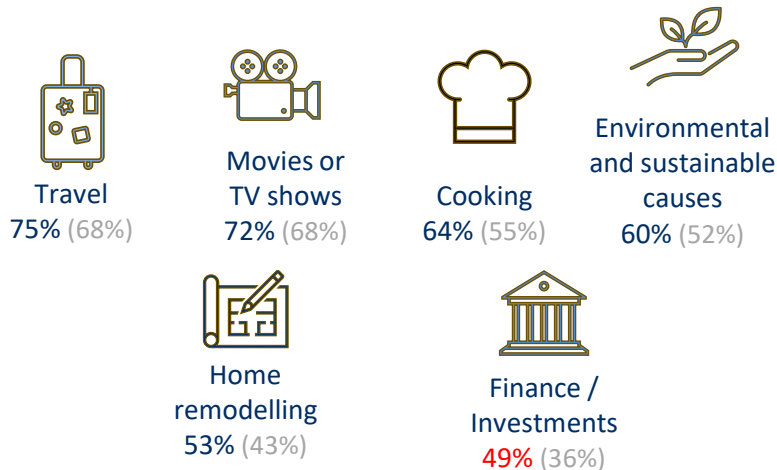 Travel
75% (68%)
Movies or
TV shows
72% (68%)
Cooking
64% (55%)
Environmental
and sustainable
causes
60% (52%)
Home
remodelling
53% (43%)
Finance /
Investments
49% (36%)